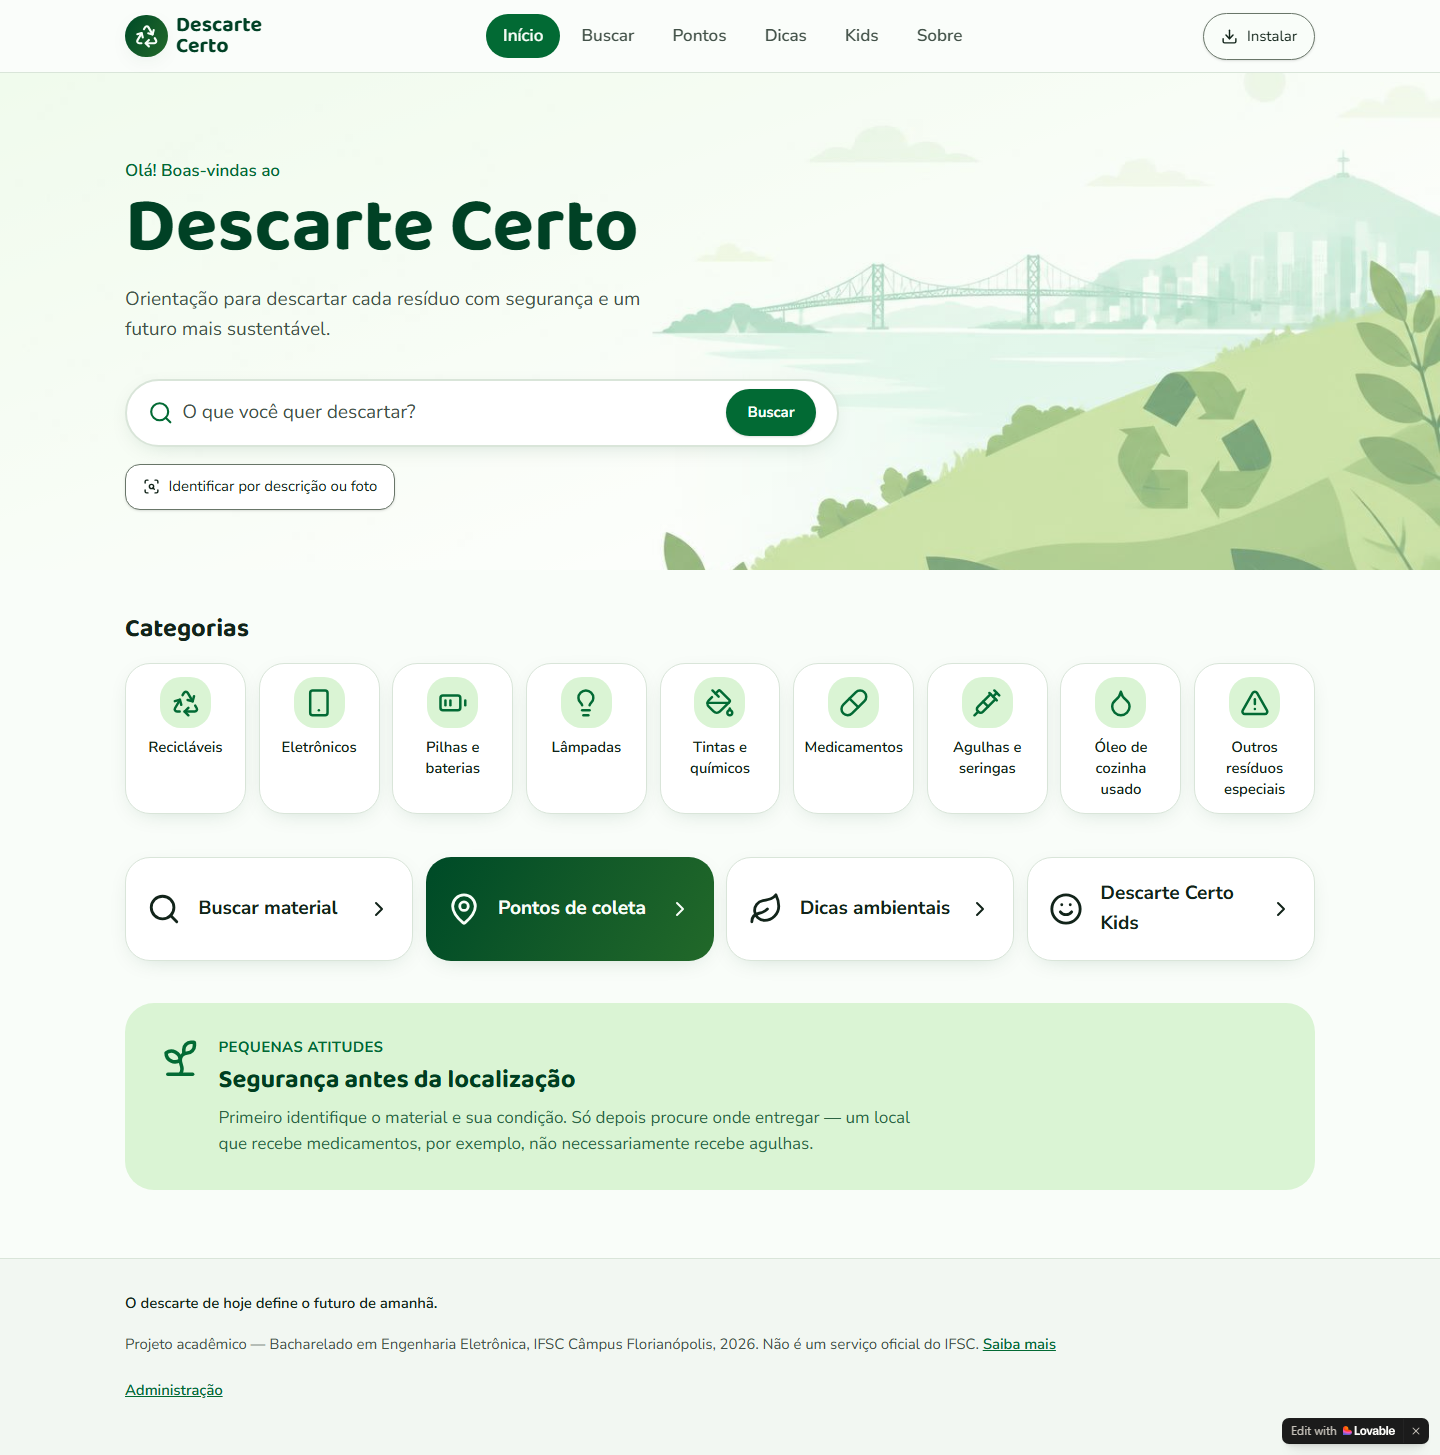 Descarte
Certo
Início
Buscar
Pontos
Dicas
Kids
Sobre
Instalar
Olá! Boas-vindas ao
Descarte Certo
Orientação para descartar cada resíduo com segurança e um
futuro mais sustentável.
O que você quer descartar?
Buscar
Identificar por descrição ou foto
Categorias
Recicláveis
Eletrônicos
Pilhas e
baterias
Lâmpadas
Tintas e
químicos
Medicamentos
Agulhas e
seringas
Óleo de
cozinha
usado
Outros
resíduos
especiais
Buscar material
Pontos de coleta
Dicas ambientais
Descarte Certo
Kids
PEQUENAS ATITUDES
Segurança antes da localização
Primeiro identifique o material e sua condição. Só depois procure onde entregar — um local
que recebe medicamentos, por exemplo, não necessariamente recebe agulhas.
O descarte de hoje define o futuro de amanhã.
Projeto acadêmico — Bacharelado em Engenharia Eletrônica, IFSC Câmpus Florianópolis, 2026. Não é um serviço oficial do IFSC. Saiba mais
Administração
Edit with Lovable